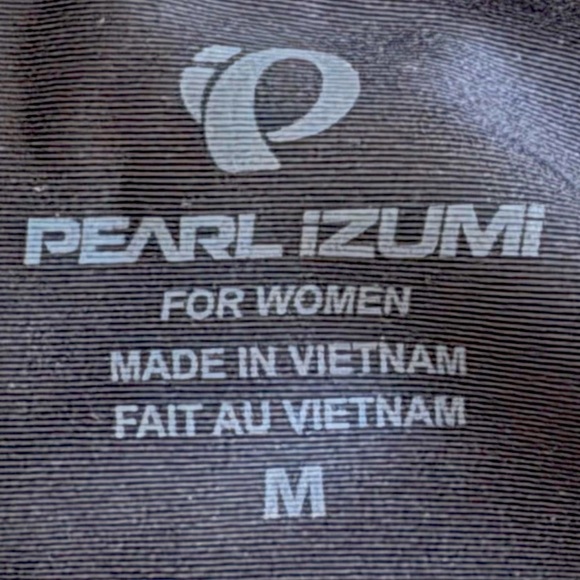 PEARL iZUMi
FOR WOMEN
MADE IN VIETNAM
FAIT AU VIETNAM
M